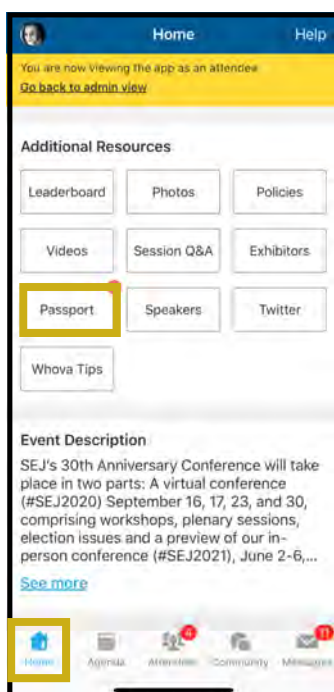 Home Help
You are now viewing the app as an attendee
Go back to admin view
Additional Resources
Leaderboard Photos Policies
Videos Session Q&A Exhibitors
Passport Speakers Twitter
Whova Tips
Event Description
SEJ's 30th Anniversary Conference will take
place in two parts: A virtual conference
(#SEJ2020) September 16, 17, 23, and 30,
comprising workshops, plenary sessions,
election issues and a preview of our in-
person conference (#SEJ2021), June 2-6,...
See more
4 11
Home Agenda Attendees Community Messages